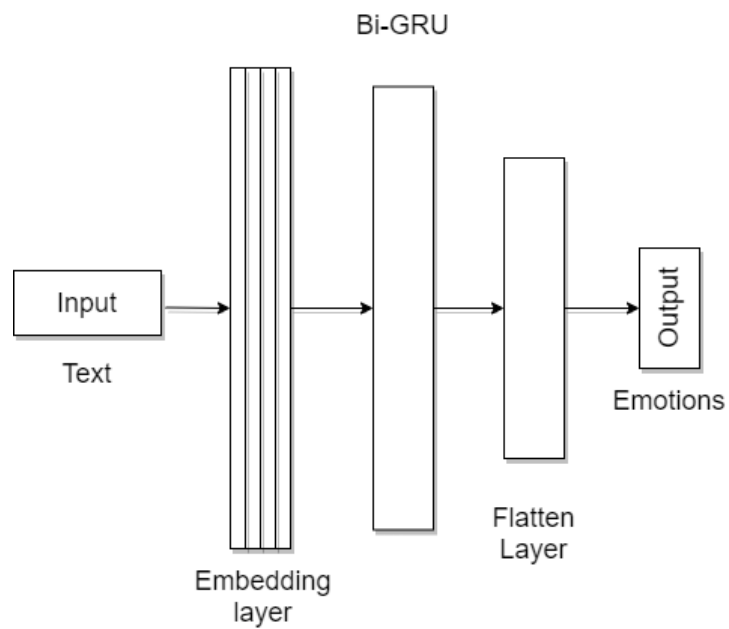 Bi-GRU
Input
Text
Embedding
layer
Flatten
Layer
Output
Emotions